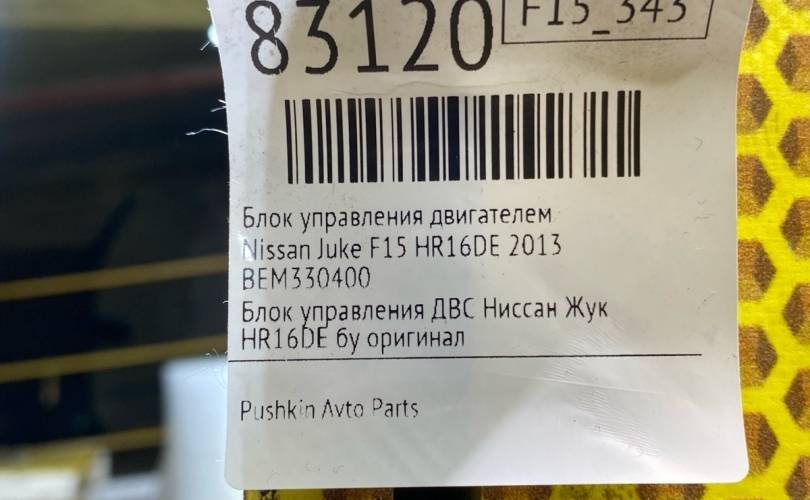 83120
F15_343
Блок управления двигателем
Nissan Juke F15 HR16DE 2013
BEM330400
Блок управления ДВС Ниссан Жук
HR16DE бу оригинал
Pushkin Avto Parts